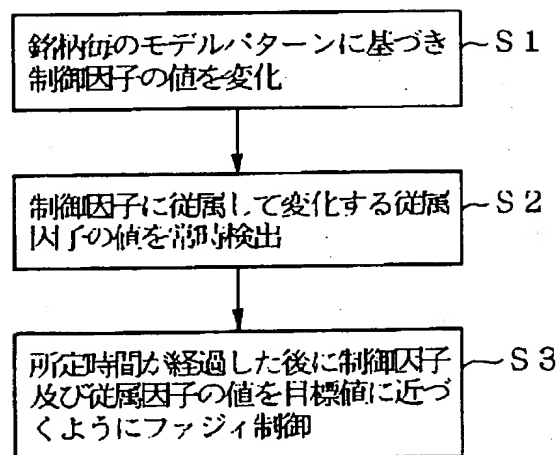 銘柄毎のモデルパターンに基づき
制御因子の値を変化
S1
制御因子に従属して変化する従属
因子の値を常時検出
S2
所定時間が経過した後に制御因子
及び従属因子の値を目標値に近づ
くようにファジィ制御
S3